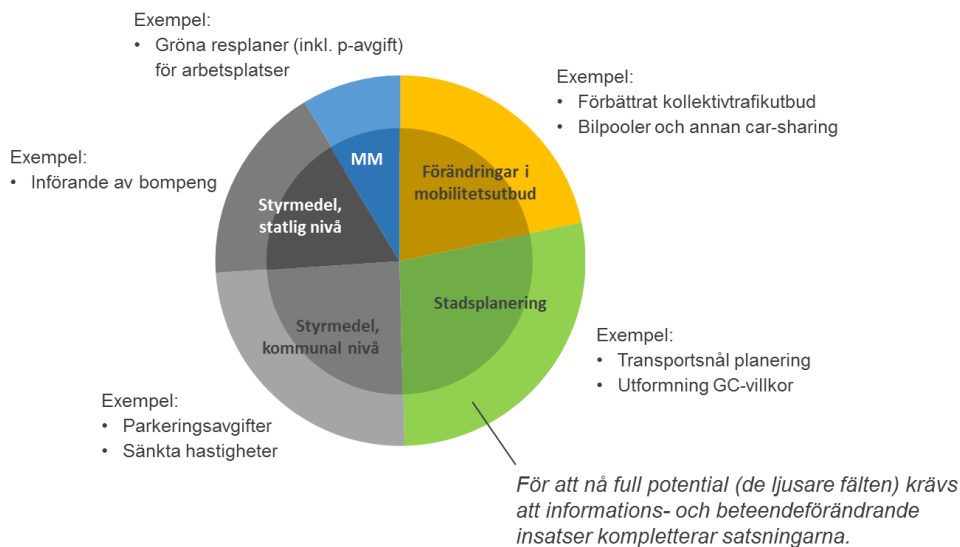 Exempel:
• Gröna resplaner (inkl. p-avgift)
för arbetsplatser
Exempel:
• Förbättrat kollektivtrafikutbud
• Bilpooler och annan car-sharing
Exempel:
• Införande av bompeng
MM
Förändringar i
mobilitetsutbud
Styrmedel,
statlig nivå
Stadsplanering
Styrmedel,
kommunal nivå
Exempel:
• Transportsnål planering
• Utformning GC-villkor
Exempel:
• Parkeringsavgifter
• Sänkta hastigheter
För att nå full potential (de ljusare fälten) krävs
att informations- och beteendeförändrande
insatser kompletterar satsningarna.